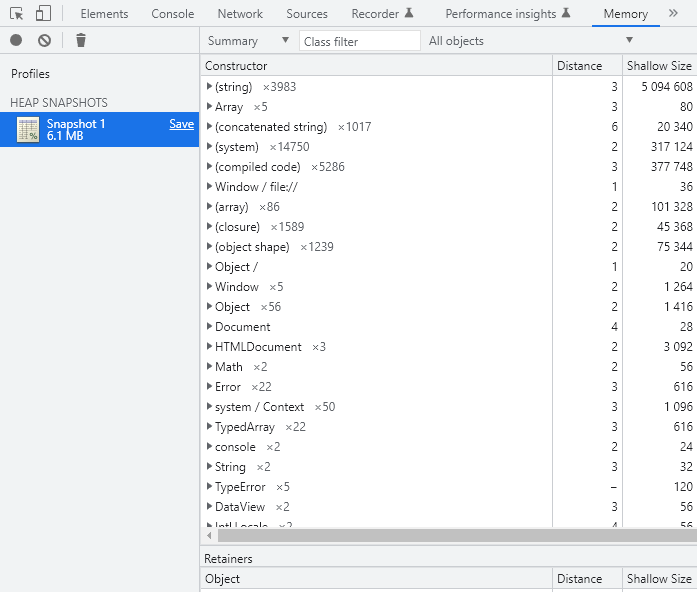 Elements Console Network Sources Recorder Performance insights Memory »
Summary ▼ Class filter All objects ▼
Profiles
HEAP SNAPSHOTS
Snapshot 1 Save
6.1 MB
Constructor Distance Shallow Size
(string) ×3983 3 5 094 608
Array ×5 3 80
(concatenated string) ×1017 6 20 340
(system) ×14750 2 317 124
(compiled code) ×5286 3 377 748
Window / file:// 1 36
(array) ×86 2 101 328
(closure) ×1589 2 45 368
(object shape) ×1239 2 75 344
Object / 1 20
Window ×5 2 1 264
Object ×56 2 1 416
Document 4 28
HTMLDocument ×3 2 3 092
Math ×2 2 56
Error ×22 3 616
system / Context ×50 3 1 096
TypedArray ×22 3 616
console ×2 2 24
String ×2 3 32
TypeError ×5 – 120
DataView ×2 3 56
Intl.Locale ×2 4 56
Retainers
Object Distance Shallow Size